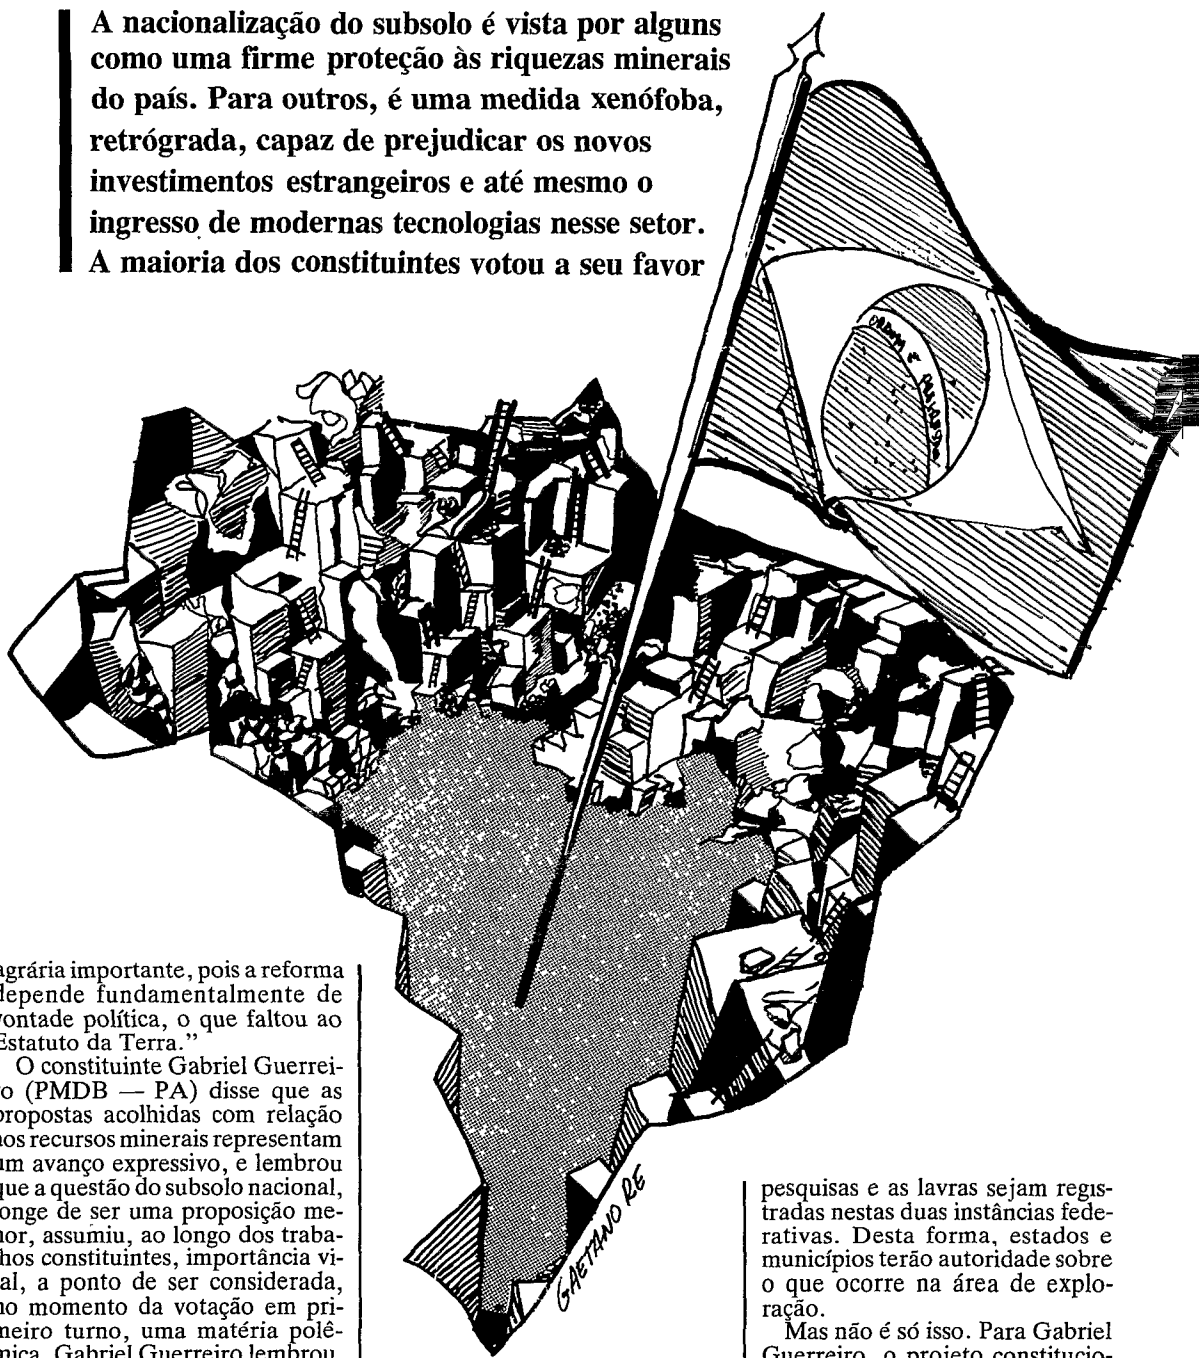 A nacionalização do subsolo é vista por alguns
como uma firme proteção às riquezas minerais
do país. Para outros, é uma medida xenófoba,
retrógrada, capaz de prejudicar os novos
investimentos estrangeiros e até mesmo o
ingresso de modernas tecnologias nesse setor.
A maioria dos constituintes votou a seu favor
ORDEM E
agrária importante, pois a reforma
depende fundamentalmente de
vontade política, o que faltou ao
Estatuto da Terra.”
O constituinte Gabriel Guerrei-
ro (PMDB — PA) disse que as
propostas acolhidas com relação
aos recursos minerais representam
um avanço expressivo, e lembrou
que a questão do subsolo nacional,
longe de ser uma proposição me-
nor, assumiu, ao longo dos traba-
lhos constituintes, importância vi-
tal, a ponto de ser considerada,
no momento da votação em pri-
meiro turno, uma matéria polê-
mica. Gabriel Guerreiro lembrou,
GAETANO RE
pesquisas e as lavras sejam regis-
tradas nestas duas instâncias fede-
rativas. Desta forma, estados e
municípios terão autoridade sobre
o que ocorre na área de explo-
ração.
Mas não é só isso. Para Gabriel
Guerreiro, o projeto constitucio-